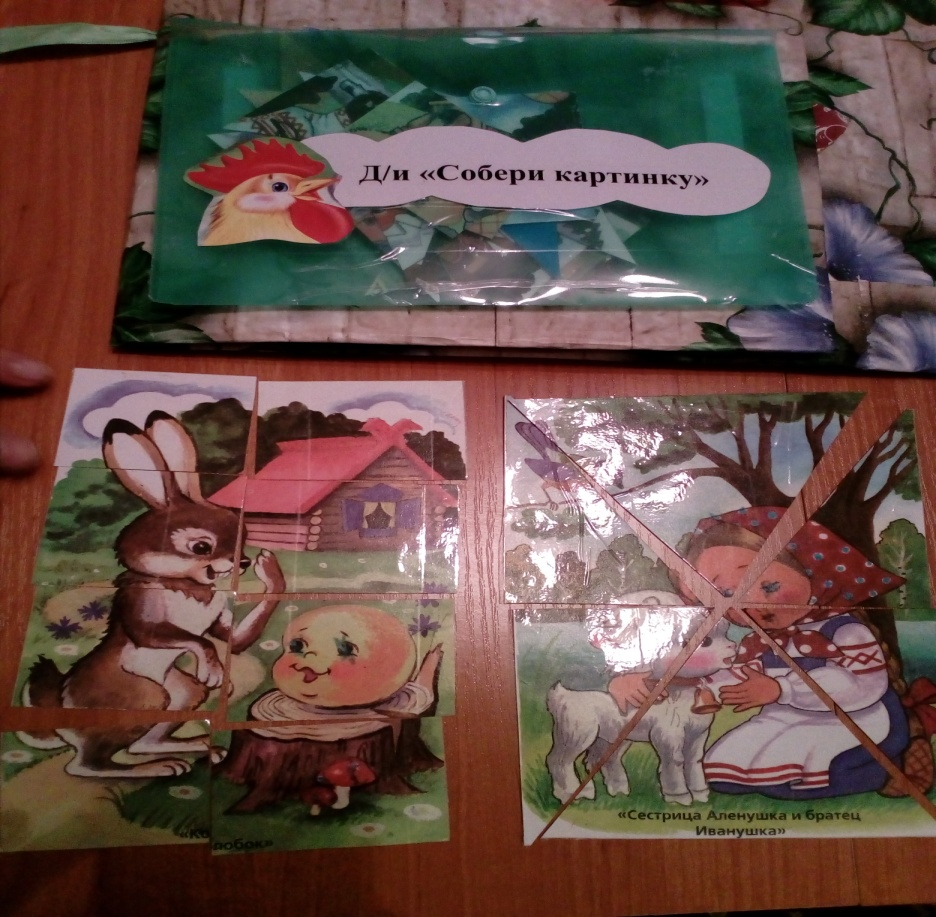 Д/и «Собери картинку»
«Колобок»
«Сестрица Аленушка и братец
Иванушка»